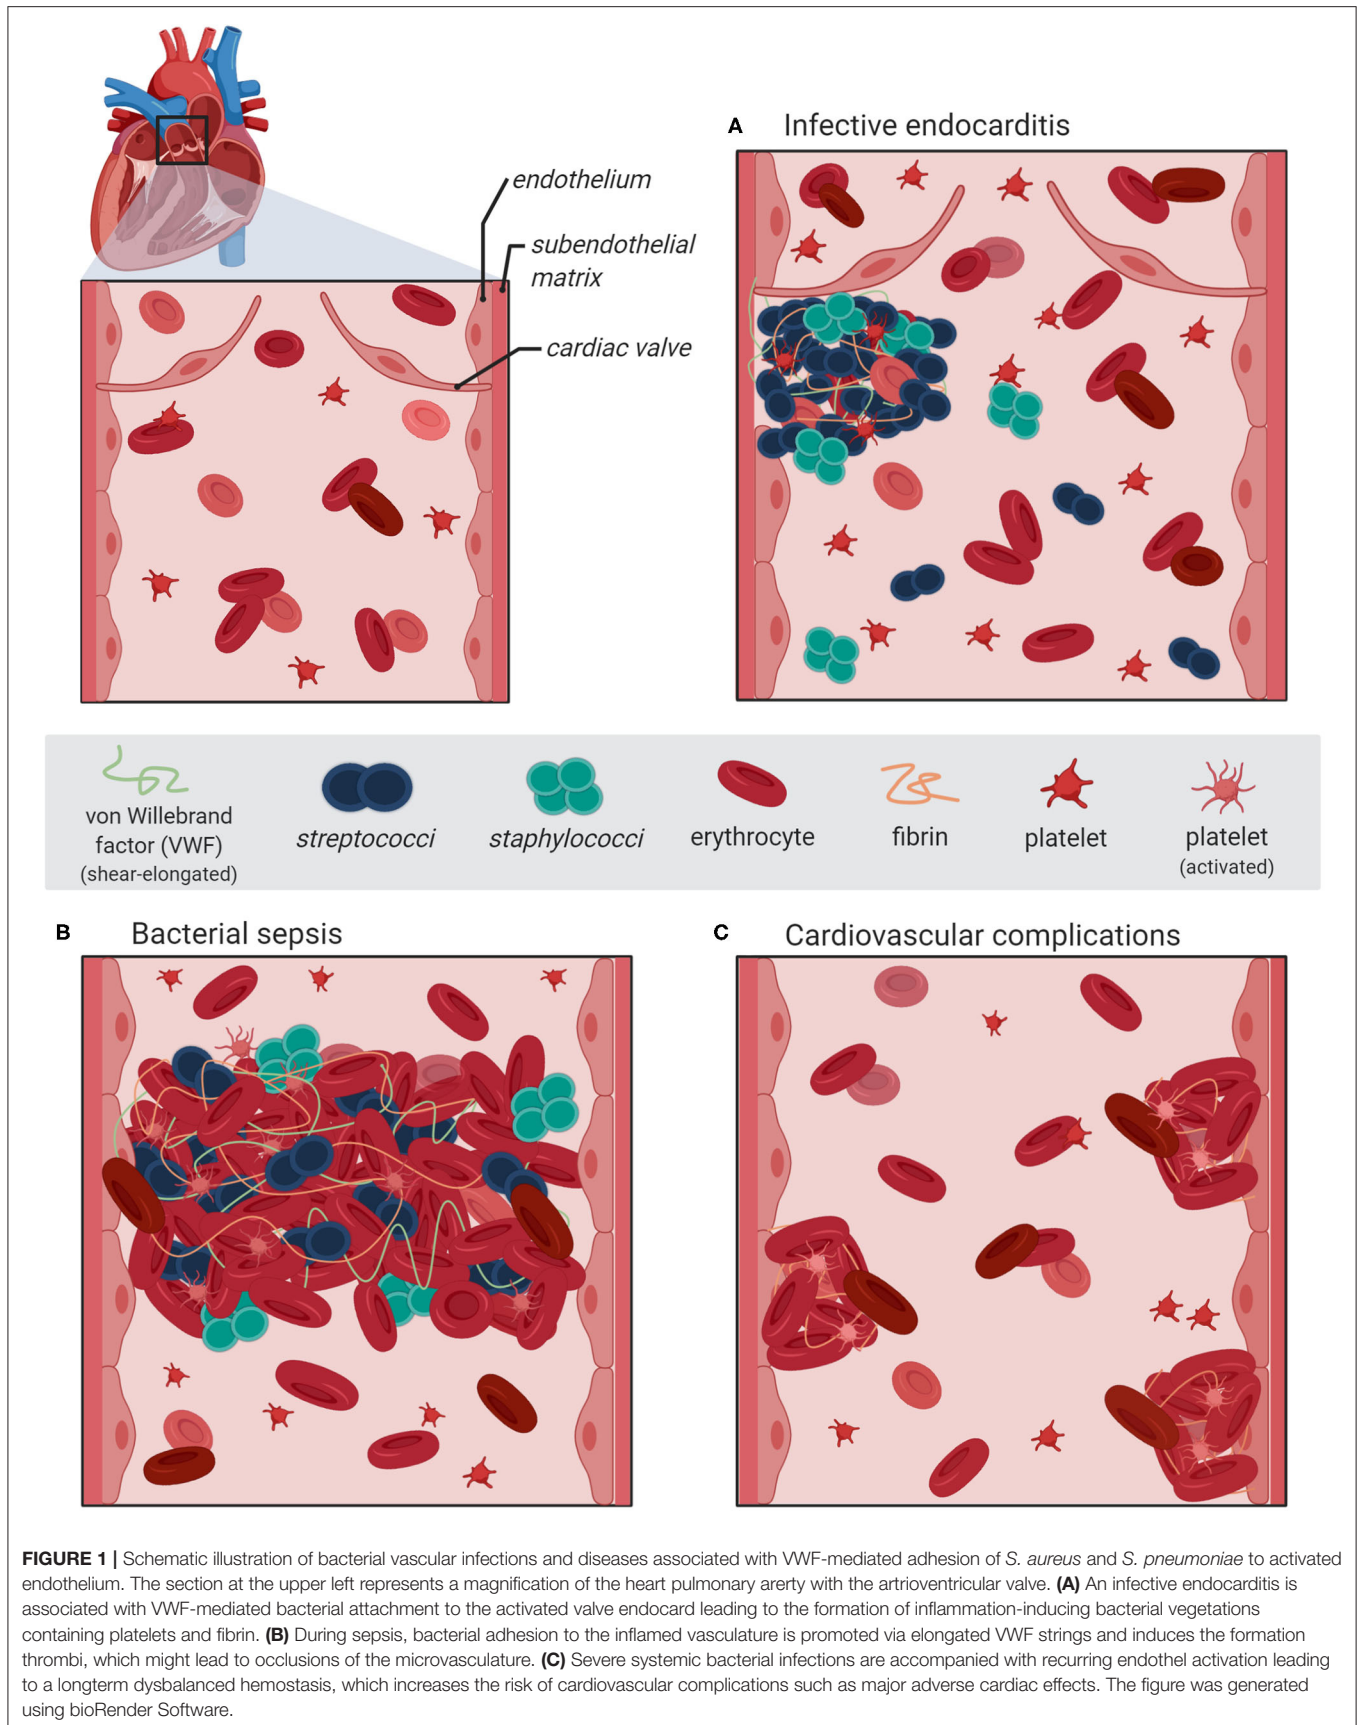 A Infective endocarditis
endothelium
subendothelial
matrix
cardiac valve
von Willebrand
factor (VWF)
(shear-elongated)
streptococci
staphylococci
erythrocyte
fibrin
platelet
platelet
(activated)
B Bacterial sepsis
C Cardiovascular complications
FIGURE 1 | Schematic illustration of bacterial vascular infections and diseases associated with VWF-mediated adhesion of S. aureus and S. pneumoniae to activated
endothelium. The section at the upper left represents a magnification of the heart pulmonary arerty with the artrioventricular valve. (A) An infective endocarditis is
associated with VWF-mediated bacterial attachment to the activated valve endocard leading to the formation of inflammation-inducing bacterial vegetations
containing platelets and fibrin. (B) During sepsis, bacterial adhesion to the inflamed vasculature is promoted via elongated VWF strings and induces the formation
thrombi, which might lead to occlusions of the microvasculature. (C) Severe systemic bacterial infections are accompanied with recurring endothel activation leading
to a longterm dysbalanced hemostasis, which increases the risk of cardiovascular complications such as major adverse cardiac effects. The figure was generated
using bioRender Software.